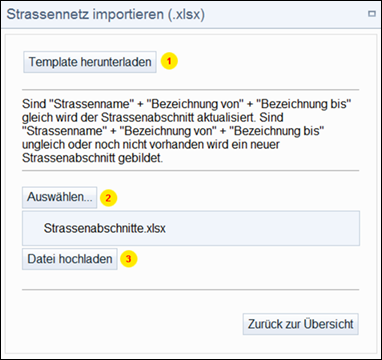 Strassennetz importieren (.xlsx)
Template herunterladen 1
Sind "Strassenname" + "Bezeichnung von" + "Bezeichnung bis"
gleich wird der Strassenabschnitt aktualisiert. Sind
"Strassenname" + "Bezeichnung von" + "Bezeichnung bis"
ungleich oder noch nicht vorhanden wird ein neuer
Strassenabschnitt gebildet.
Auswählen... 2
Strassenabschnitte.xlsx
Datei hochladen 3
Zurück zur Übersicht